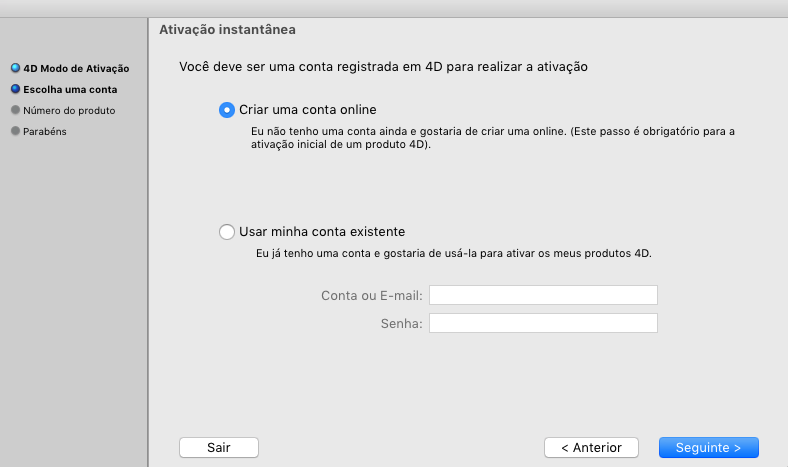 Ativação instantânea
4D Modo de Ativação
Escolha uma conta
Número do produto
Parabéns
Você deve ser uma conta registrada em 4D para realizar a ativação
Criar uma conta online
Eu não tenho uma conta ainda e gostaria de criar uma online. (Este passo é obrigatório para a
ativação inicial de um produto 4D).
Usar minha conta existente
Eu já tenho uma conta e gostaria de usá-la para ativar os meus produtos 4D.
Conta ou E-mail:
Senha:
Sair
< Anterior
Seguinte >